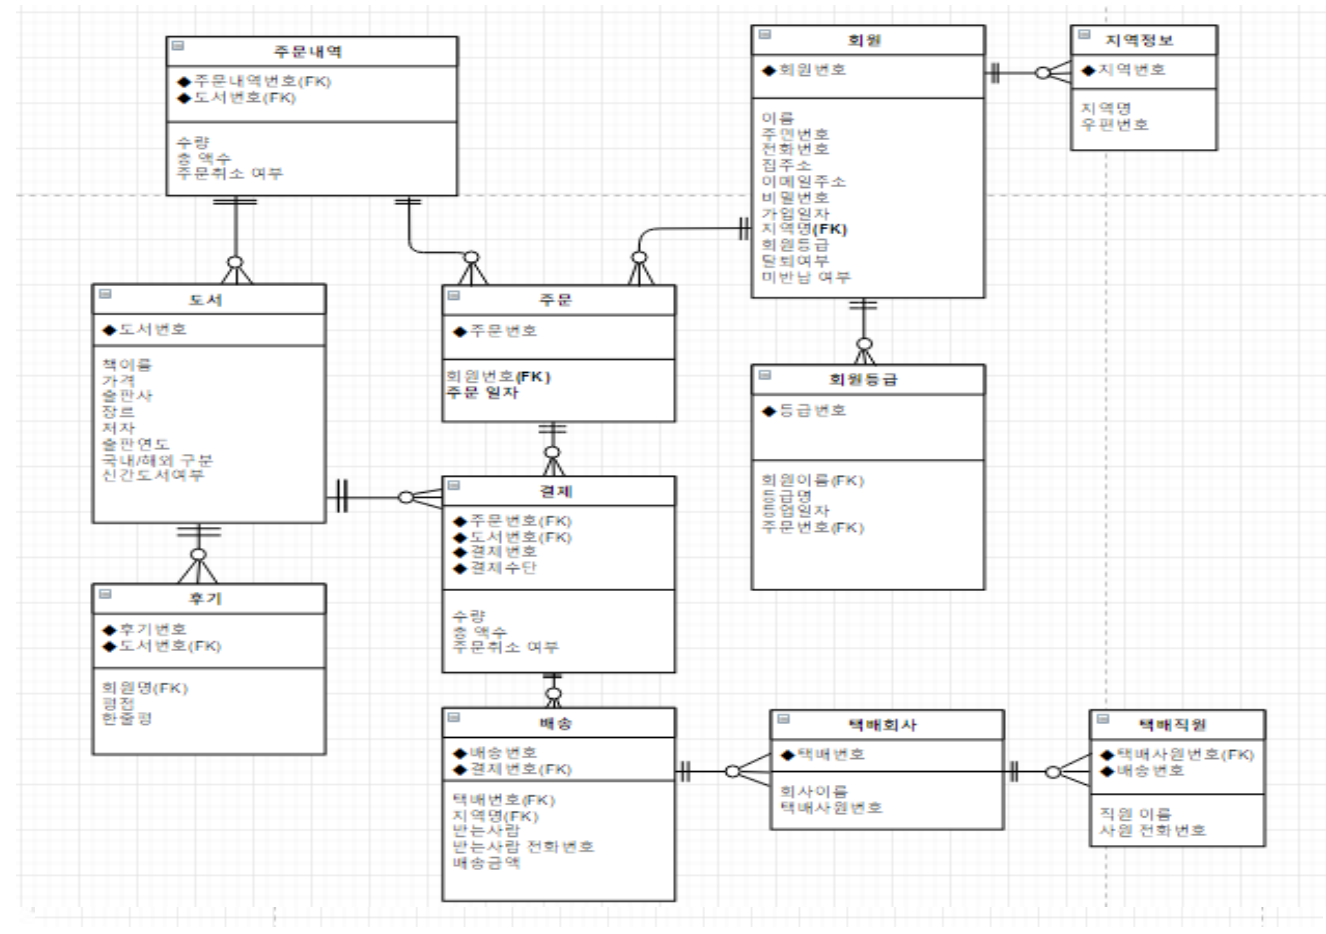 주문내역
◆주문내역번호(FK)
◆도서번호(FK)
수량
총 액수
주문취소 여부
회원
◆회원번호
이름
주민번호
전화번호
집주소
이메일주소
비밀번호
가입일자
지역명(FK)
회원등급
탈퇴여부
미반납 여부
지역정보
◆지역번호
지역명
우편번호
도서
◆도서번호
책이름
가격
출판사
장르
저자
출판연도
국내/해외 구분
신간도서여부
주문
◆주문번호
회원번호(FK)
주문 일자
회원등급
◆등급번호
회원이름(FK)
등급명
등업일자
주문번호(FK)
결제
◆주문번호(FK)
◆도서번호(FK)
◆결제번호
◆결제수단
수량
총 액수
주문취소 여부
후기
◆후기번호
◆도서번호(FK)
회원명(FK)
평점
한줄평
배송
◆배송번호
◆결제번호(FK)
택배번호(FK)
지역명(FK)
받는사람
받는사람 전화번호
배송금액
택배회사
◆택배번호
회사이름
택배사원번호
택배직원
◆택배사원번호(FK)
◆배송번호
직원 이름
사원 전화번호